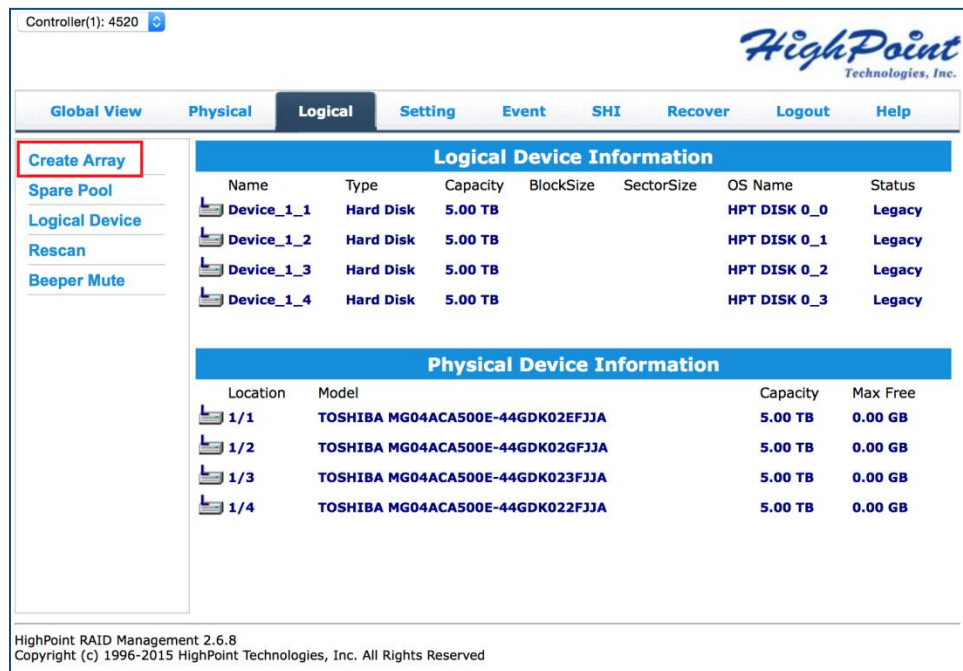 Controller(1): 4520
HighPoint
Technologies, Inc.
Global View Physical Logical Setting Event SHI Recover Logout Help
Create Array
Spare Pool
Logical Device
Rescan
Beeper Mute
Logical Device Information
Name Type Capacity BlockSize SectorSize OS Name Status
Device_1_1 Hard Disk 5.00 TB HPT DISK 0_0 Legacy
Device_1_2 Hard Disk 5.00 TB HPT DISK 0_1 Legacy
Device_1_3 Hard Disk 5.00 TB HPT DISK 0_2 Legacy
Device_1_4 Hard Disk 5.00 TB HPT DISK 0_3 Legacy
Physical Device Information
Location Model Capacity Max Free
1/1 TOSHIBA MG04ACA500E-44GDK02EFJJA 5.00 TB 0.00 GB
1/2 TOSHIBA MG04ACA500E-44GDK02GFJJA 5.00 TB 0.00 GB
1/3 TOSHIBA MG04ACA500E-44GDK023FJJA 5.00 TB 0.00 GB
1/4 TOSHIBA MG04ACA500E-44GDK022FJJA 5.00 TB 0.00 GB
HighPoint RAID Management 2.6.8
Copyright (c) 1996-2015 HighPoint Technologies, Inc. All Rights Reserved